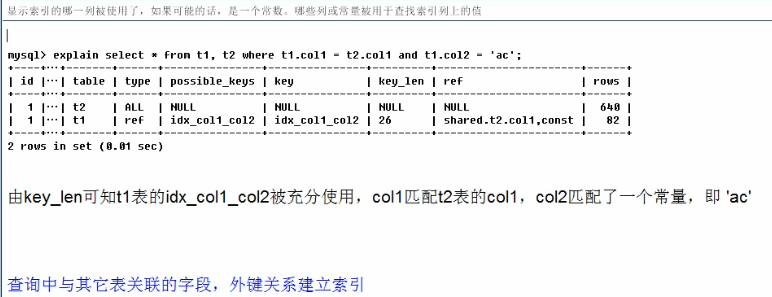 显示索引的哪一列被使用了，如果可能的话，是一个常数。哪些列或常量被用于查找索引列上的值
mysql> explain select * from t1, t2 where t1.col1 = t2.col1 and t1.col2 = 'ac';
+----+...+-------+------+---------------+---------------+---------+----------------------+------+
| id |...| table | type | possible_keys | key           | key_len | ref                  | rows |
+----+...+-------+------+---------------+---------------+---------+----------------------+------+
|  1 |...| t2    | ALL  | NULL          | NULL          | NULL    | NULL                 |  640 |
|  1 |...| t1    | ref  | idx_col1_col2 | idx_col1_col2 | 26      | shared.t2.col1,const |   82 |
+----+...+-------+------+---------------+---------------+---------+----------------------+------+
2 rows in set (0.01 sec)
由key_len可知t1表的idx_col1_col2被充分使用，col1匹配t2表的col1，col2匹配了一个常量，即 'ac'
查询中与其它表关联的字段，外键关系建立索引